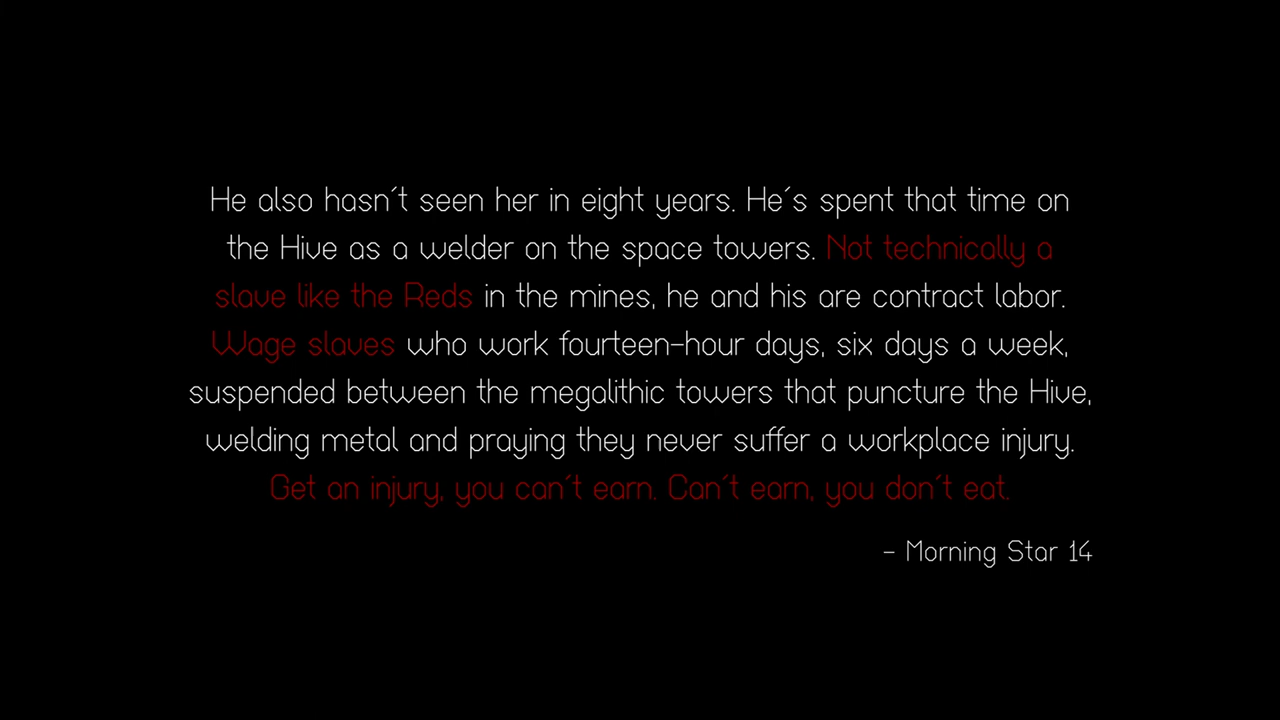 He also hasn´t seen her in eight years. He´s spent that time on
the Hive as a welder on the space towers. Not technically a
slave like the Reds in the mines, he and his are contract labor.
Wage slaves who work fourteen-hour days, six days a week,
suspended between the megalithic towers that puncture the Hive,
welding metal and praying they never suffer a workplace injury.
Get an injury, you can´t earn. Can´t earn, you don´t eat.
- Morning Star 14